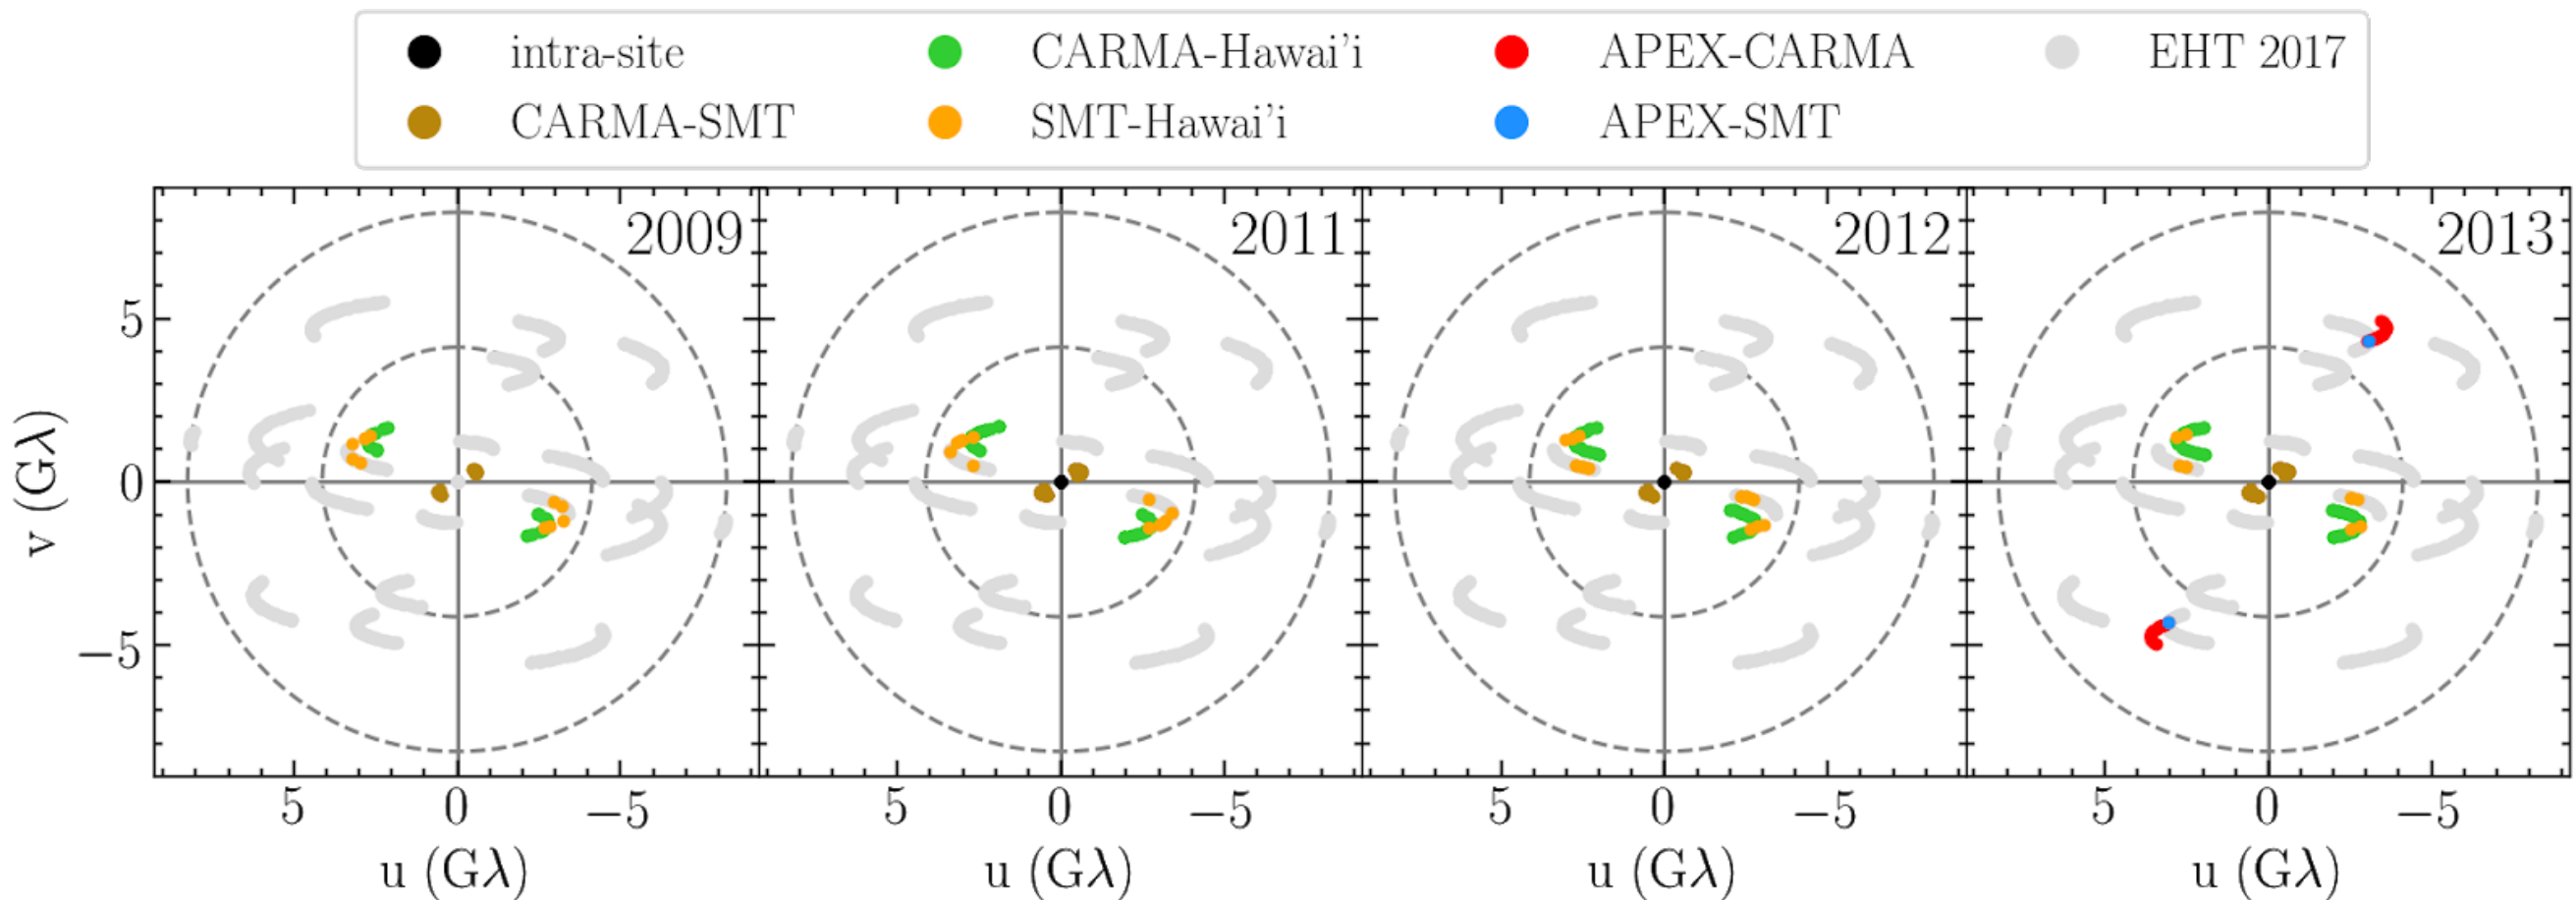 intra-site CARMA-Hawai'i APEX-CARMA EHT 2017
CARMA-SMT SMT-Hawai'i APEX-SMT
2009 2011 2012 2013
5
0
−5
v (Gλ)
5 0 −5 5 0 −5 5 0 −5 5 0 −5
u (Gλ) u (Gλ) u (Gλ) u (Gλ)